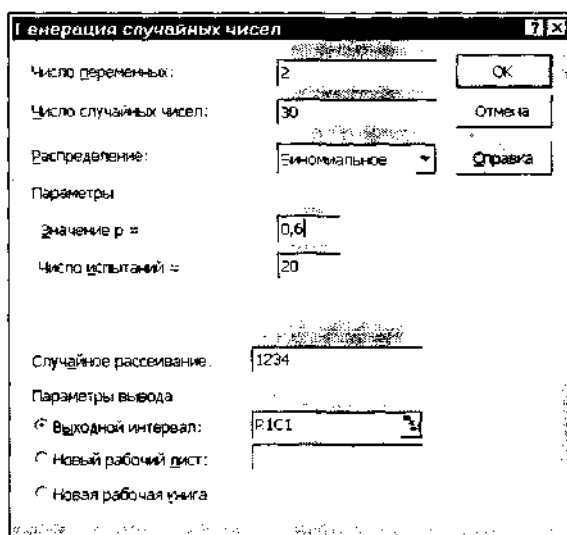 Генерация случайных чисел ? X
Число переменных: 2 OK
Число случайных чисел: 30 Отмена
Распределение: Биномиальное Справка
Параметры
Значение p = 0,6
Число испытаний = 20
Случайное рассеивание: 1234
Параметры вывода
Выходной интервал: R1C1
Новый рабочий лист:
Новая рабочая книга